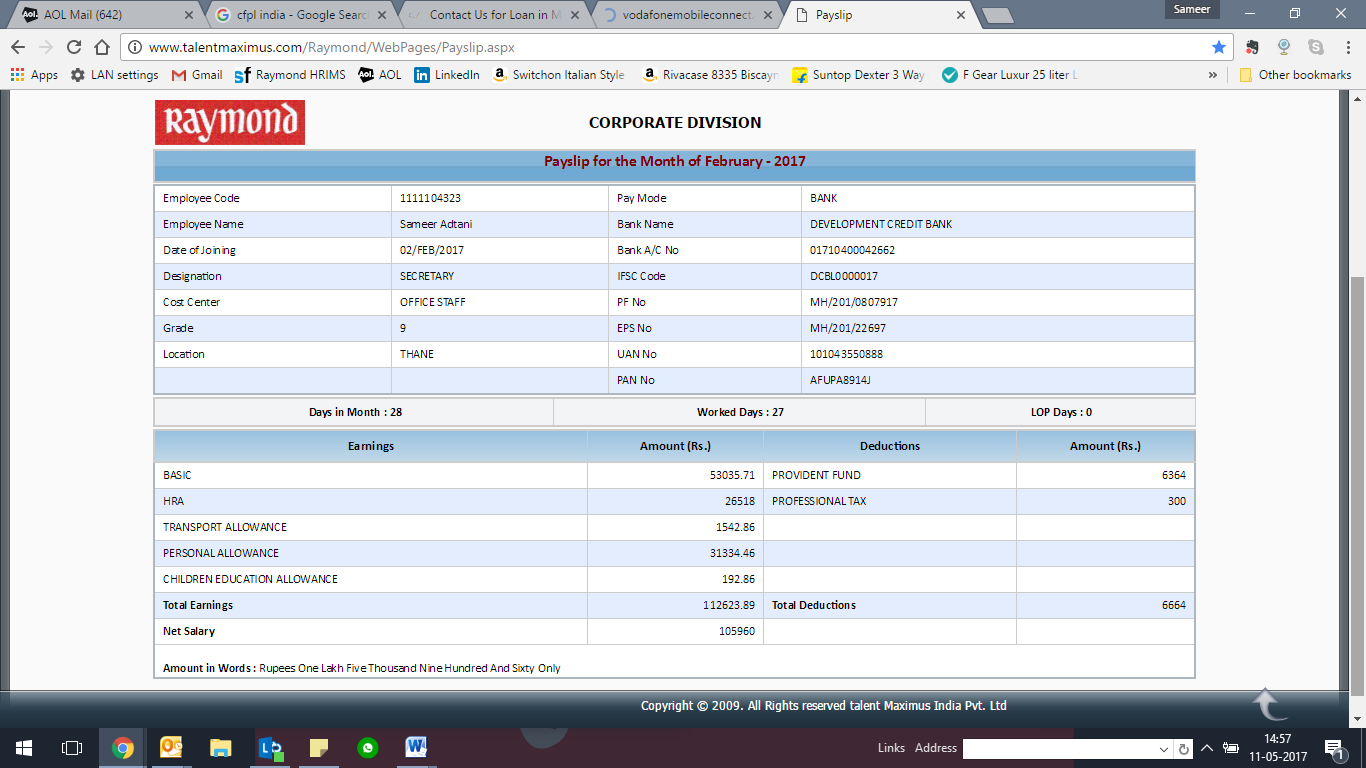 AOL Mail (642)
cfpl india - Google Searc
Contact Us for Loan in M
vodafonemobileconnect.
Payslip
Sameer
www.talentmaximus.com/Raymond/WebPages/Payslip.aspx
Apps LAN settings Gmail Raymond HRIMS AOL LinkedIn Switchon Italian Style Rivacase 8335 Biscayn Suntop Dexter 3 Way F Gear Luxur 25 liter L » Other bookmarks
Raymond
CORPORATE DIVISION
Payslip for the Month of February - 2017
Employee Code 1111104323 Pay Mode BANK
Employee Name Sameer Adtani Bank Name DEVELOPMENT CREDIT BANK
Date of Joining 02/FEB/2017 Bank A/C No 01710400042662
Designation SECRETARY IFSC Code DCBL0000017
Cost Center OFFICE STAFF PF No MH/201/0807917
Grade 9 EPS No MH/201/22697
Location THANE UAN No 101043550888
PAN No AFUPA8914J
Days in Month : 28 Worked Days : 27 LOP Days : 0
Earnings Amount (Rs.) Deductions Amount (Rs.)
BASIC 53035.71 PROVIDENT FUND 6364
HRA 26518 PROFESSIONAL TAX 300
TRANSPORT ALLOWANCE 1542.86
PERSONAL ALLOWANCE 31334.46
CHILDREN EDUCATION ALLOWANCE 192.86
Total Earnings 112623.89 Total Deductions 6664
Net Salary 105960
Amount in Words : Rupees One Lakh Five Thousand Nine Hundred And Sixty Only
Copyright © 2009. All Rights reserved talent Maximus India Pvt. Ltd
Links Address
14:57
11-05-2017
1